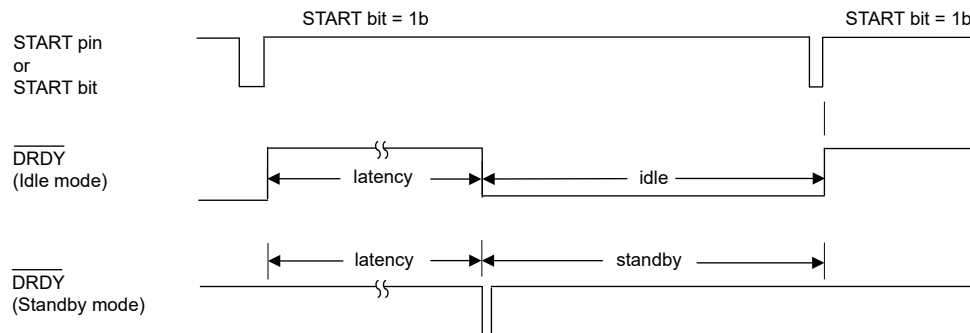 START bit = 1b
START bit = 1b
START pin
or
START bit
DRDY
(Idle mode)
latency
idle
DRDY
(Standby mode)
latency
standby